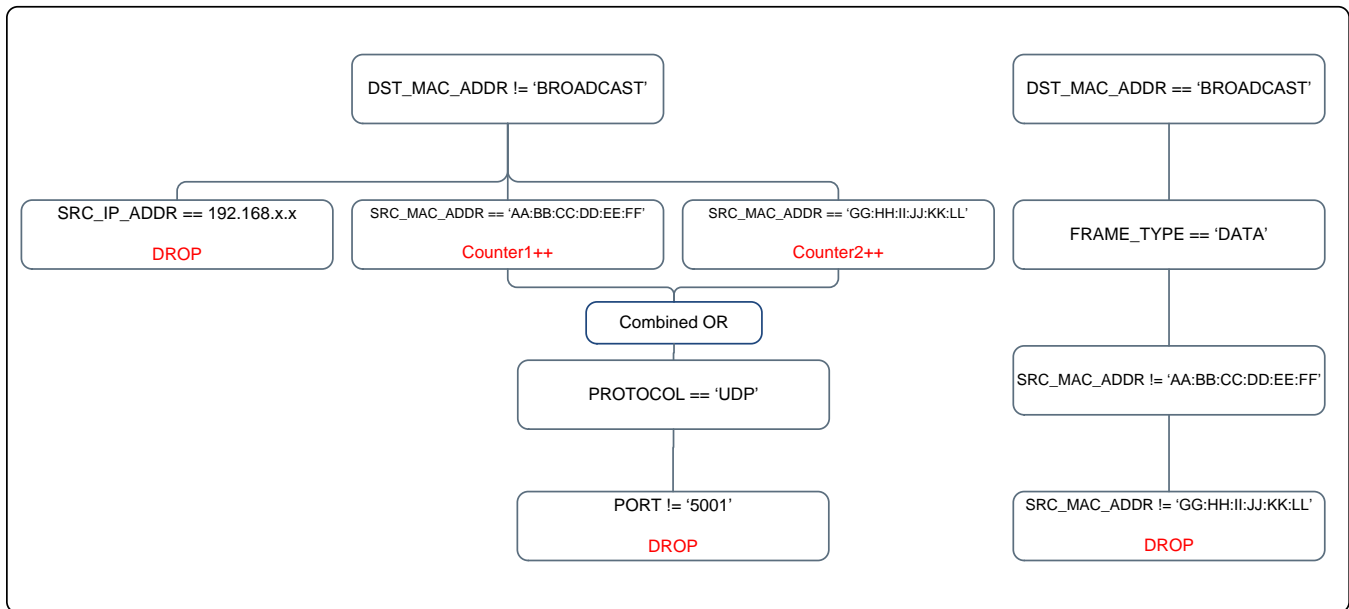 DST_MAC_ADDR != ‘BROADCAST’
DST_MAC_ADDR == ‘BROADCAST’
SRC_IP_ADDR == 192.168.x.x
DROP
SRC_MAC_ADDR == ‘AA:BB:CC:DD:EE:FF’
Counter1++
SRC_MAC_ADDR == ‘GG:HH:II:JJ:KK:LL’
Counter2++
FRAME_TYPE == ‘DATA’
Combined OR
PROTOCOL == ‘UDP’
SRC_MAC_ADDR != ‘AA:BB:CC:DD:EE:FF’
PORT != ‘5001’
DROP
SRC_MAC_ADDR != ‘GG:HH:II:JJ:KK:LL’
DROP